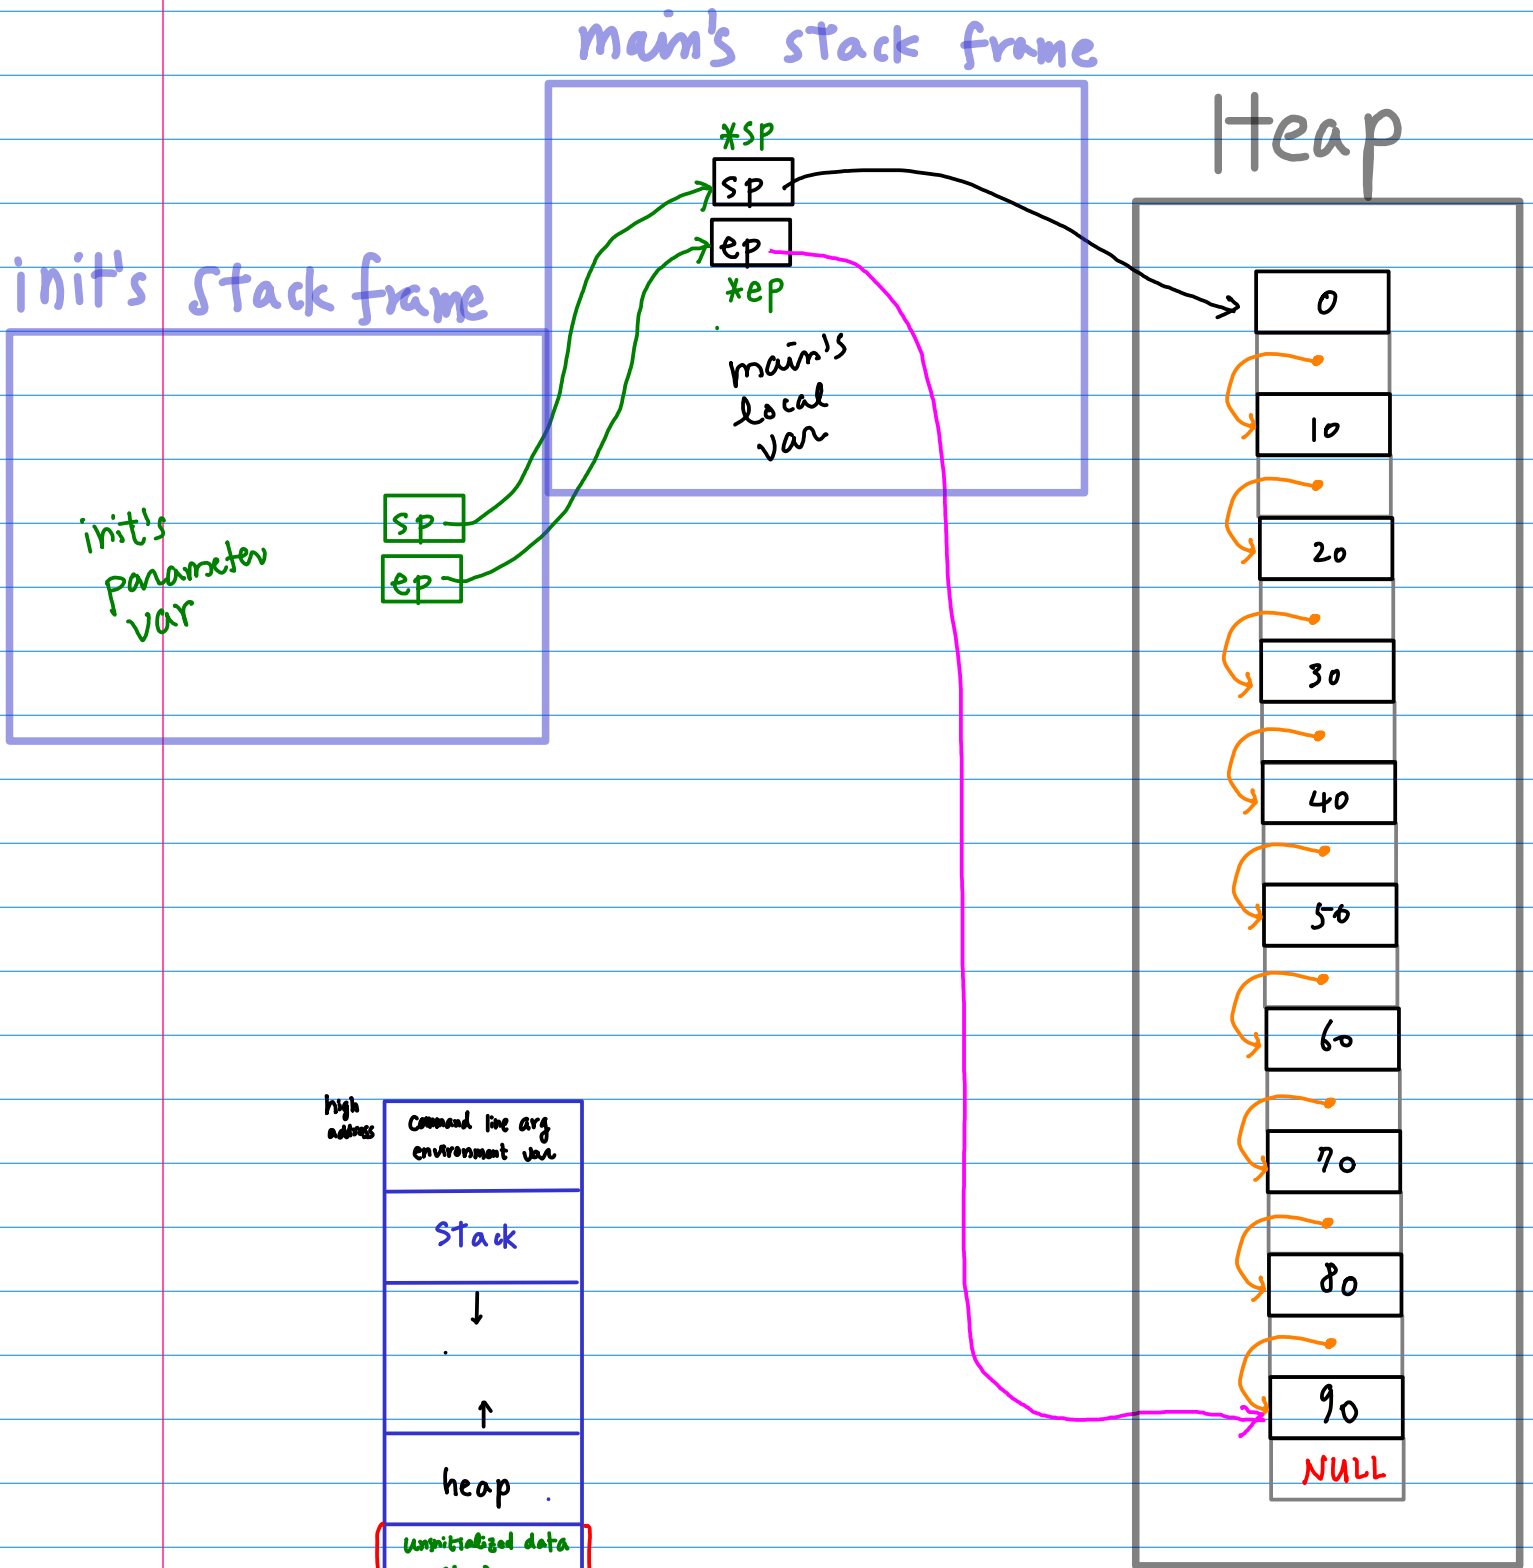 main's stack frame
Heap
*sp
sp
ep
*ep
main's
local
var
init's stack frame
sp
ep
init's
parameter
var
0
10
20
30
40
50
60
70
80
90
NULL
high
address
command line arg
environment var
Stack
heap
uninitialized data